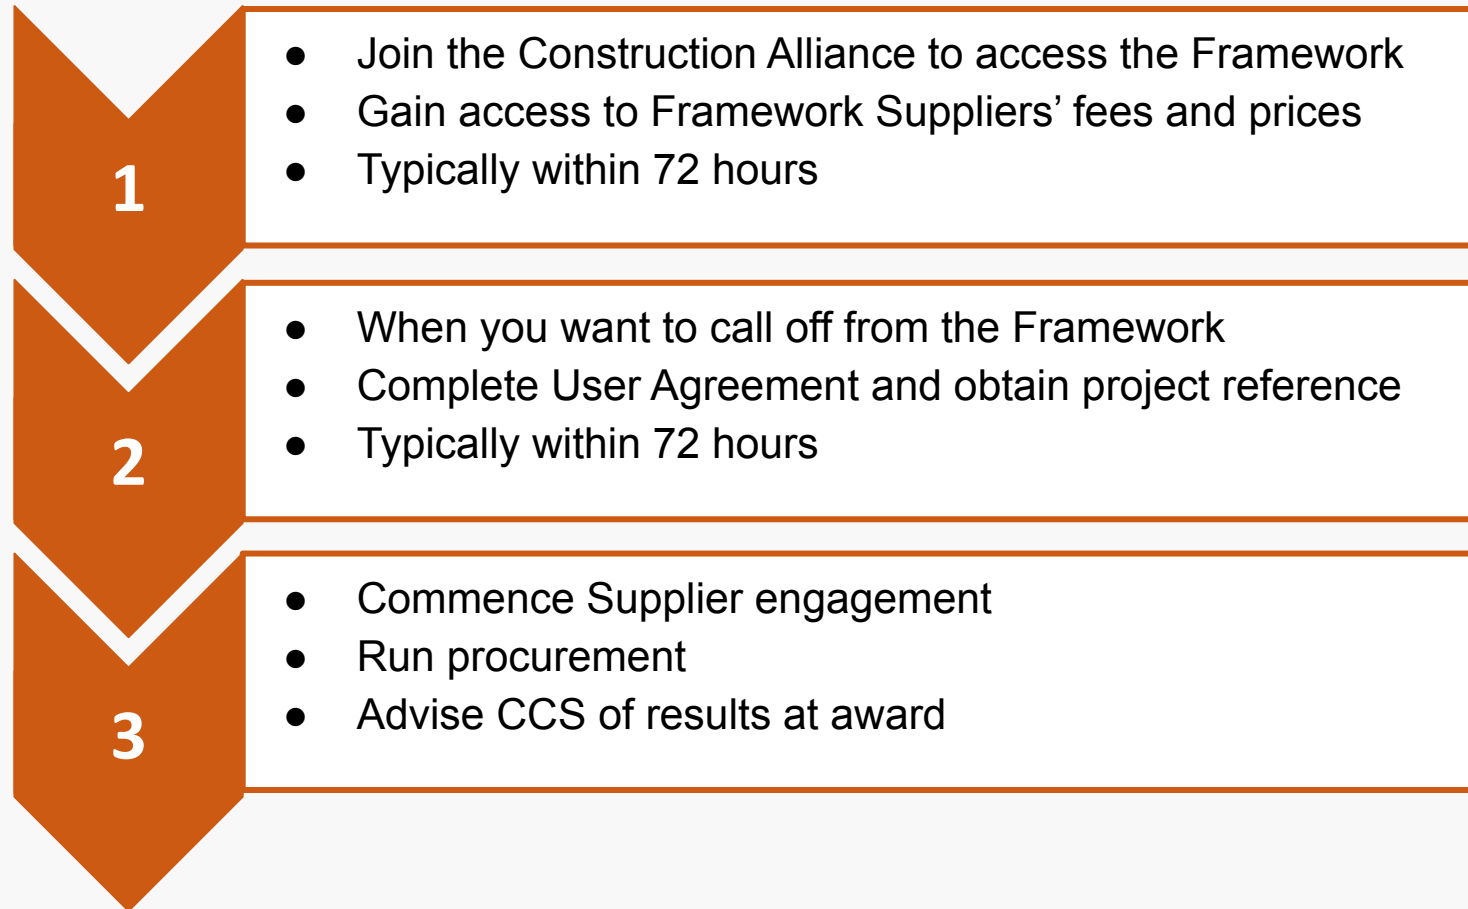 1
● Join the Construction Alliance to access the Framework
● Gain access to Framework Suppliers’ fees and prices
● Typically within 72 hours
2
● When you want to call off from the Framework
● Complete User Agreement and obtain project reference
● Typically within 72 hours
3
● Commence Supplier engagement
● Run procurement
● Advise CCS of results at award